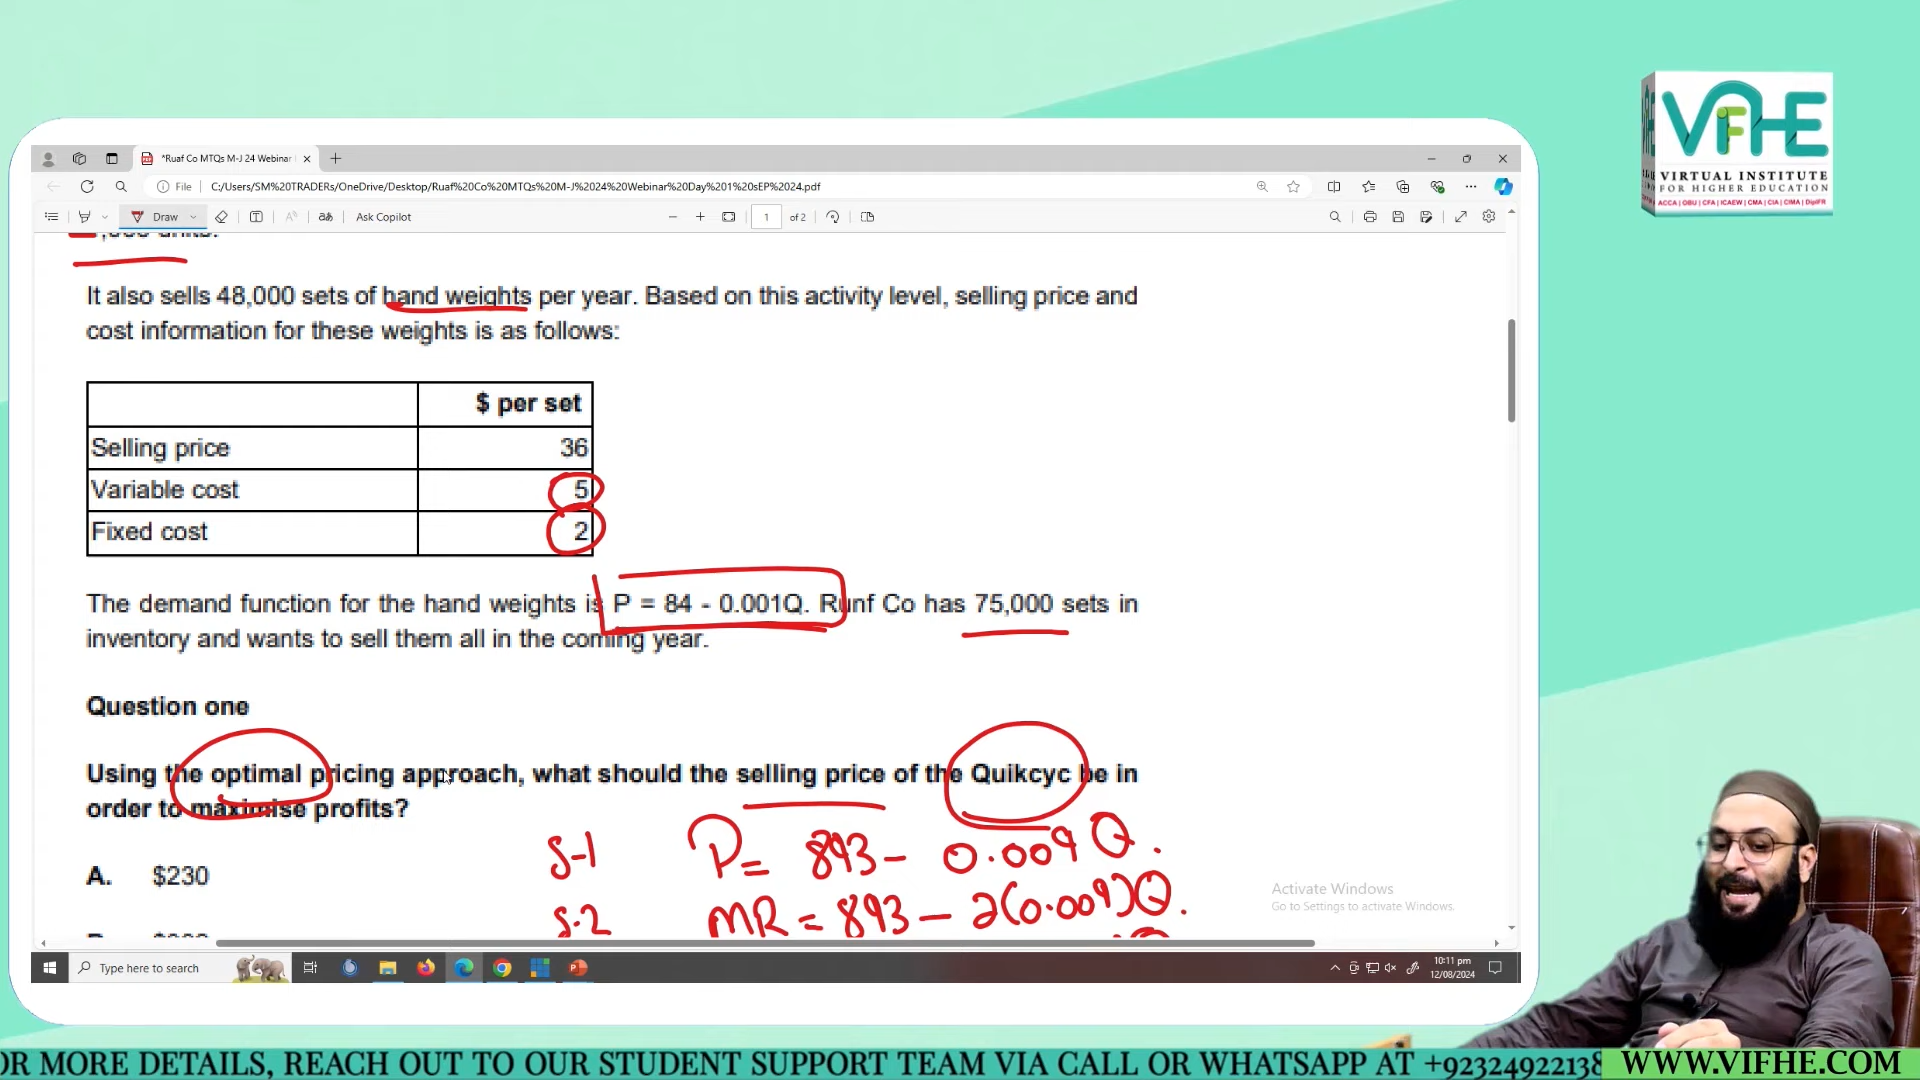 VIFHE
VIRTUAL INSTITUTE
FOR HIGHER EDUCATION
ACCA | OBU | CFA | ICAEW | CMA | CIA | CIMA | DipIFR
*Ruaf Co MTQs M-J 24 Webinar
File
C:/Users/SM%20TRADERs/OneDrive/Desktop/Ruaf%20Co%20MTQs%20M-J%2024%20Webinar%20Day%201%20sEP%2024.pdf
Draw
Ask Copilot
1 of 2
It also sells 48,000 sets of hand weights per year. Based on this activity level, selling price and
cost information for these weights is as follows:
$ per set
Selling price 36
Variable cost 5
Fixed cost 2
The demand function for the hand weights is P = 84 - 0.001Q. Runf Co has 75,000 sets in
inventory and wants to sell them all in the coming year.
Question one
Using the optimal pricing approach, what should the selling price of the Quikcyc be in
order to maximise profits?
S-1 P = 893 - 0.009 Q.
A. $230
S-2 MR = 893 - 2(0.009)Q.
Activate Windows
Go to Settings to activate Windows.
Type here to search
10:11 pm
12/08/2024
OR MORE DETAILS, REACH OUT TO OUR STUDENT SUPPORT TEAM VIA CALL OR WHATSAPP AT +92324922138
WWW.VIFHE.COM